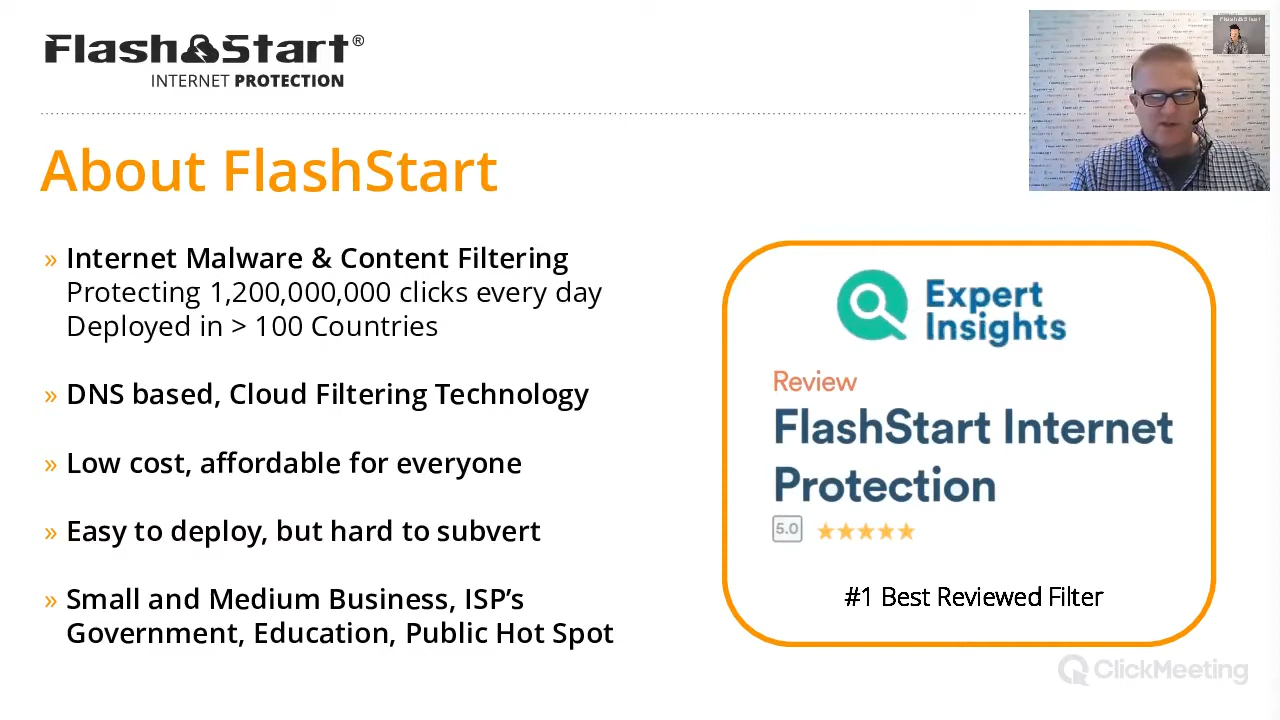 Flash Start®
INTERNET PROTECTION
About FlashStart
» Internet Malware & Content Filtering
Protecting 1,200,000,000 clicks every day
Deployed in > 100 Countries
» DNS based, Cloud Filtering Technology
» Low cost, affordable for everyone
» Easy to deploy, but hard to subvert
» Small and Medium Business, ISP’s
Government, Education, Public Hot Spot
Expert
Insights
Review
FlashStart Internet
Protection
5.0
#1 Best Reviewed Filter
ClickMeeting